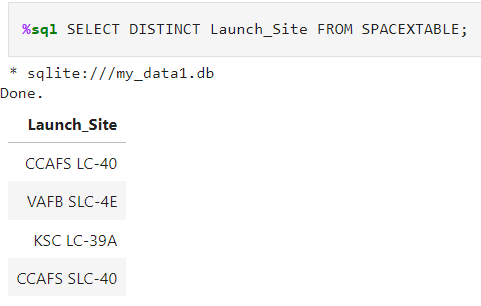 %sql SELECT DISTINCT Launch_Site FROM SPACEXTABLE;
* sqlite:///my_data1.db
Done.
Launch_Site
CCAFS LC-40
VAFB SLC-4E
KSC LC-39A
CCAFS SLC-40